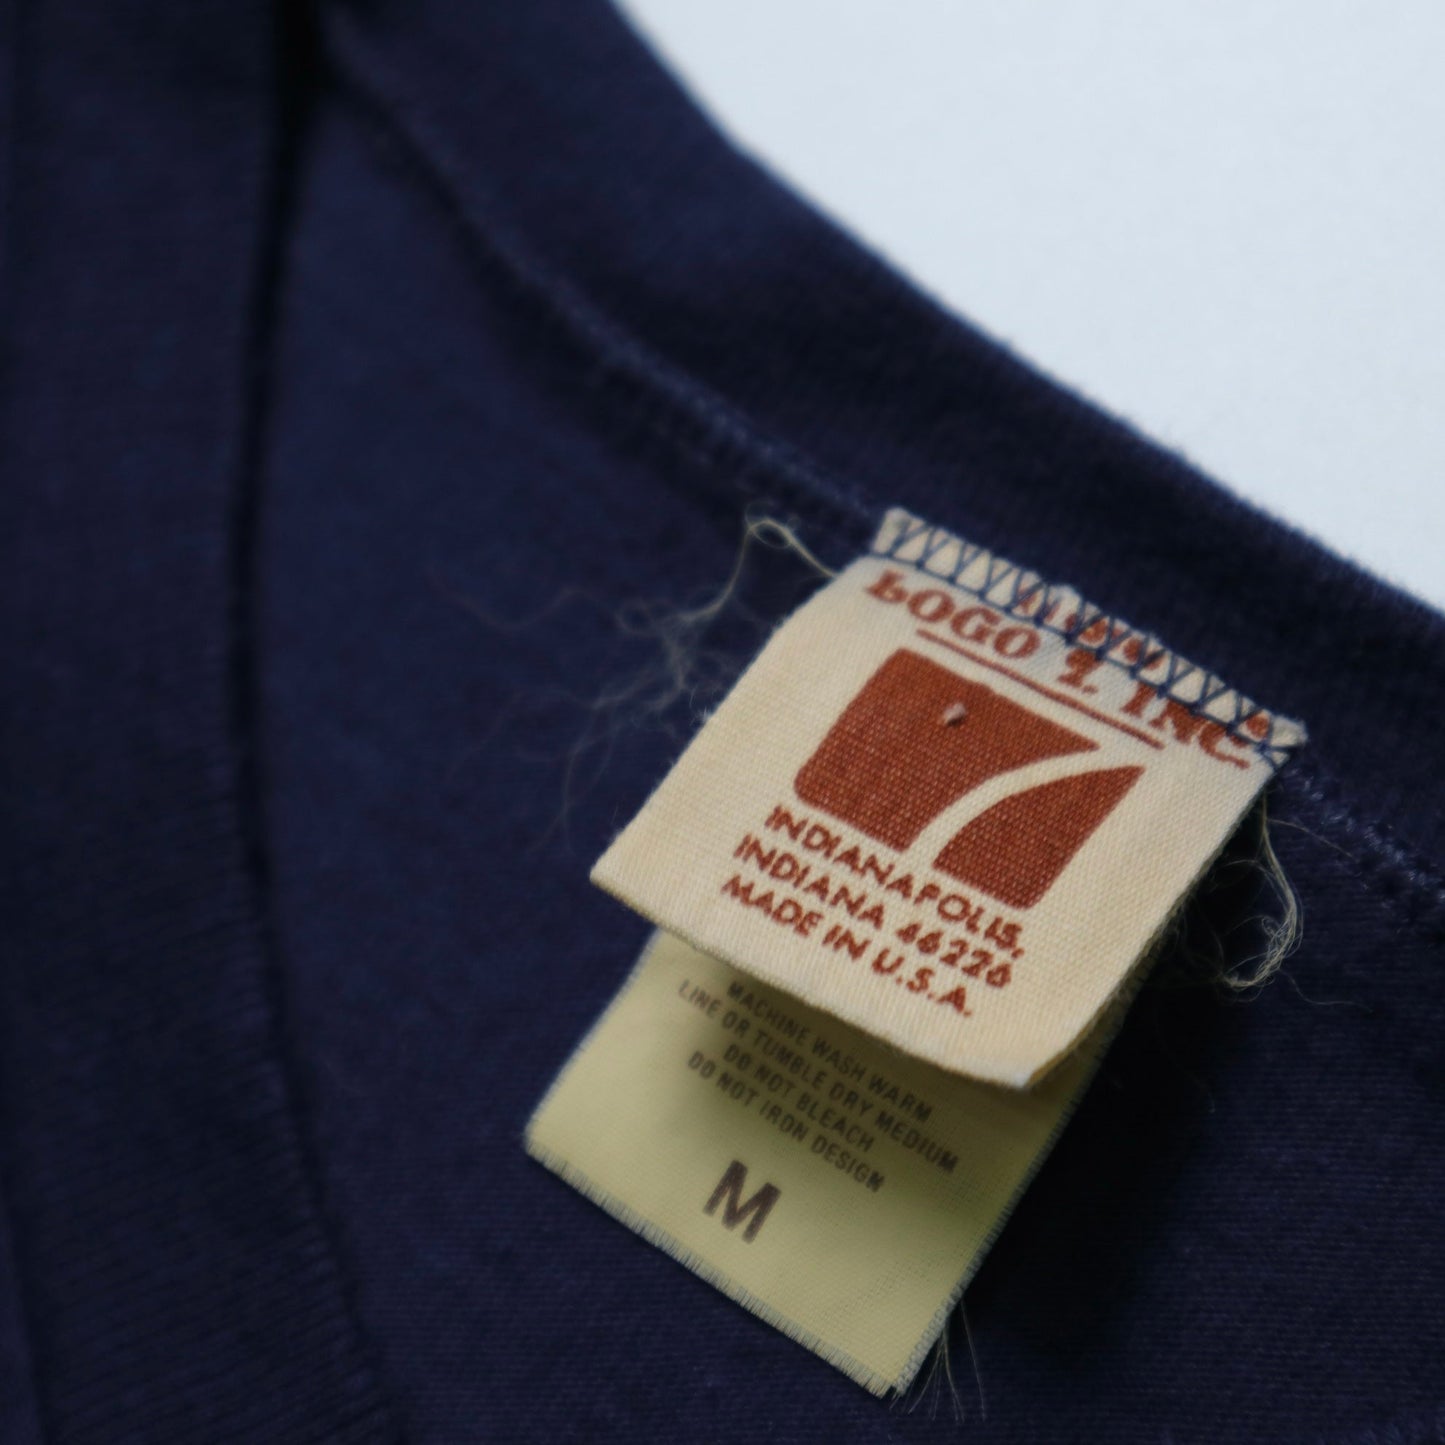 LOGO 7. INC.
INDIANAPOLIS,
INDIANA 46226
MADE IN U.S.A.
MACHINE WASH WARM
LINE OR TUMBLE DRY MEDIUM
DO NOT BLEACH
DO NOT IRON DESIGN
M